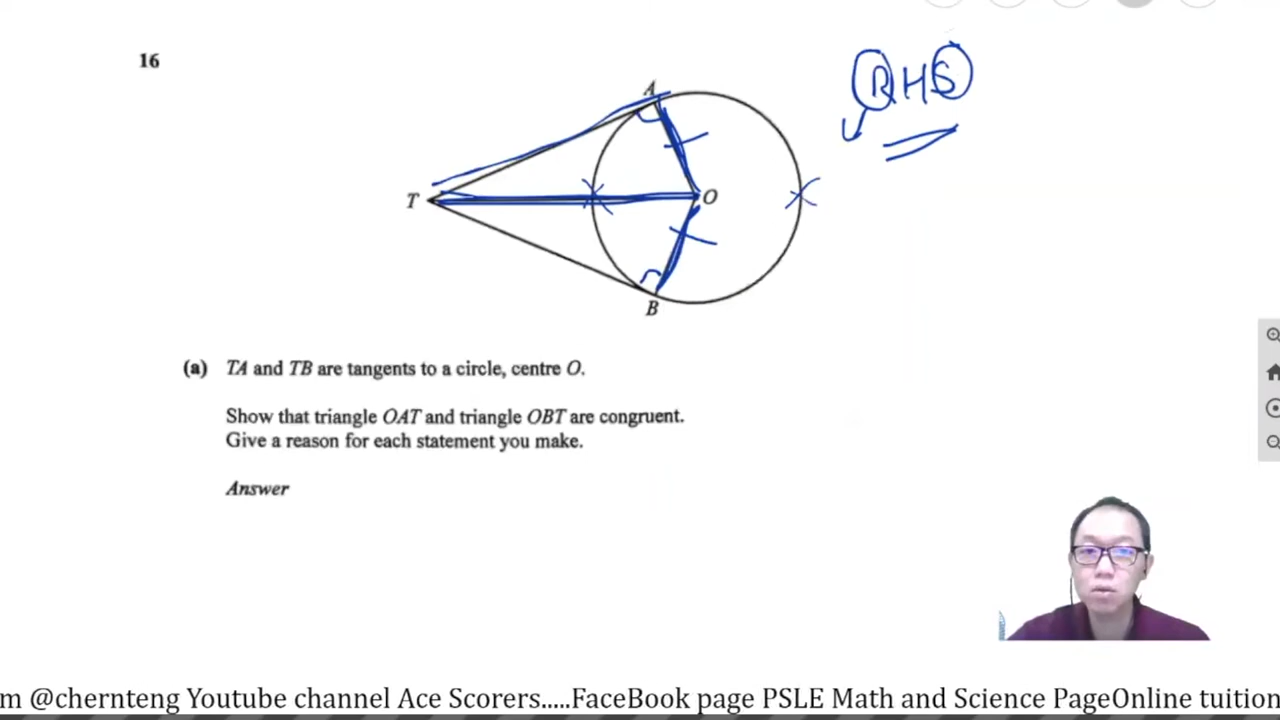 16
RHS
A
T
O
B
(a) TA and TB are tangents to a circle, centre O.
Show that triangle OAT and triangle OBT are congruent.
Give a reason for each statement you make.
Answer
m @chernteng Youtube channel Ace Scorers.....FaceBook page PSLE Math and Science PageOnline tuition